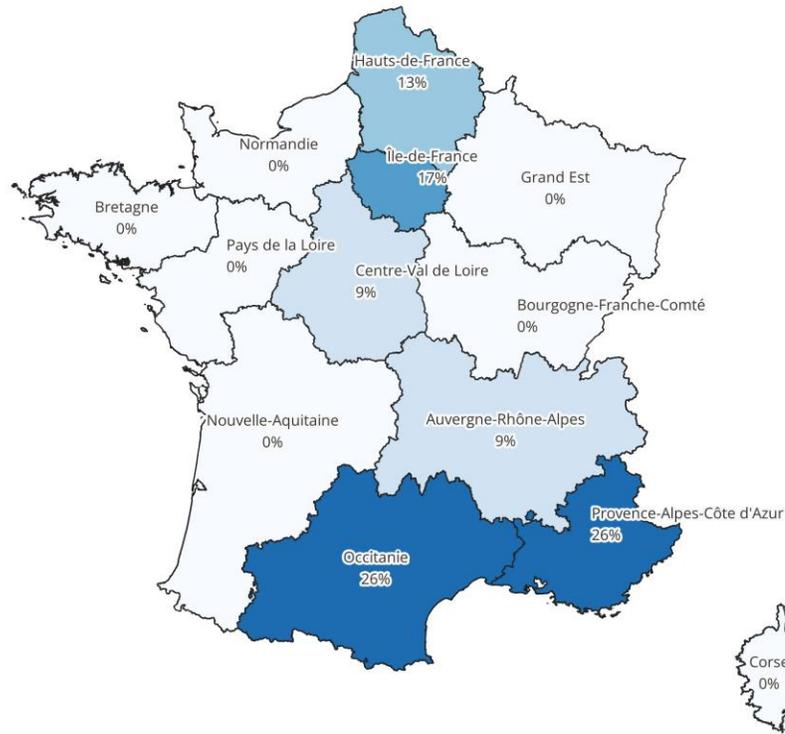 Hauts-de-France
13%
Normandie
0%
Île-de-France
17%
Grand Est
0%
Bretagne
0%
Pays de la Loire
0%
Centre-Val de Loire
9%
Bourgogne-Franche-Comté
0%
Nouvelle-Aquitaine
0%
Auvergne-Rhône-Alpes
9%
Provence-Alpes-Côte d'Azur
26%
Occitanie
26%
Corse
0%